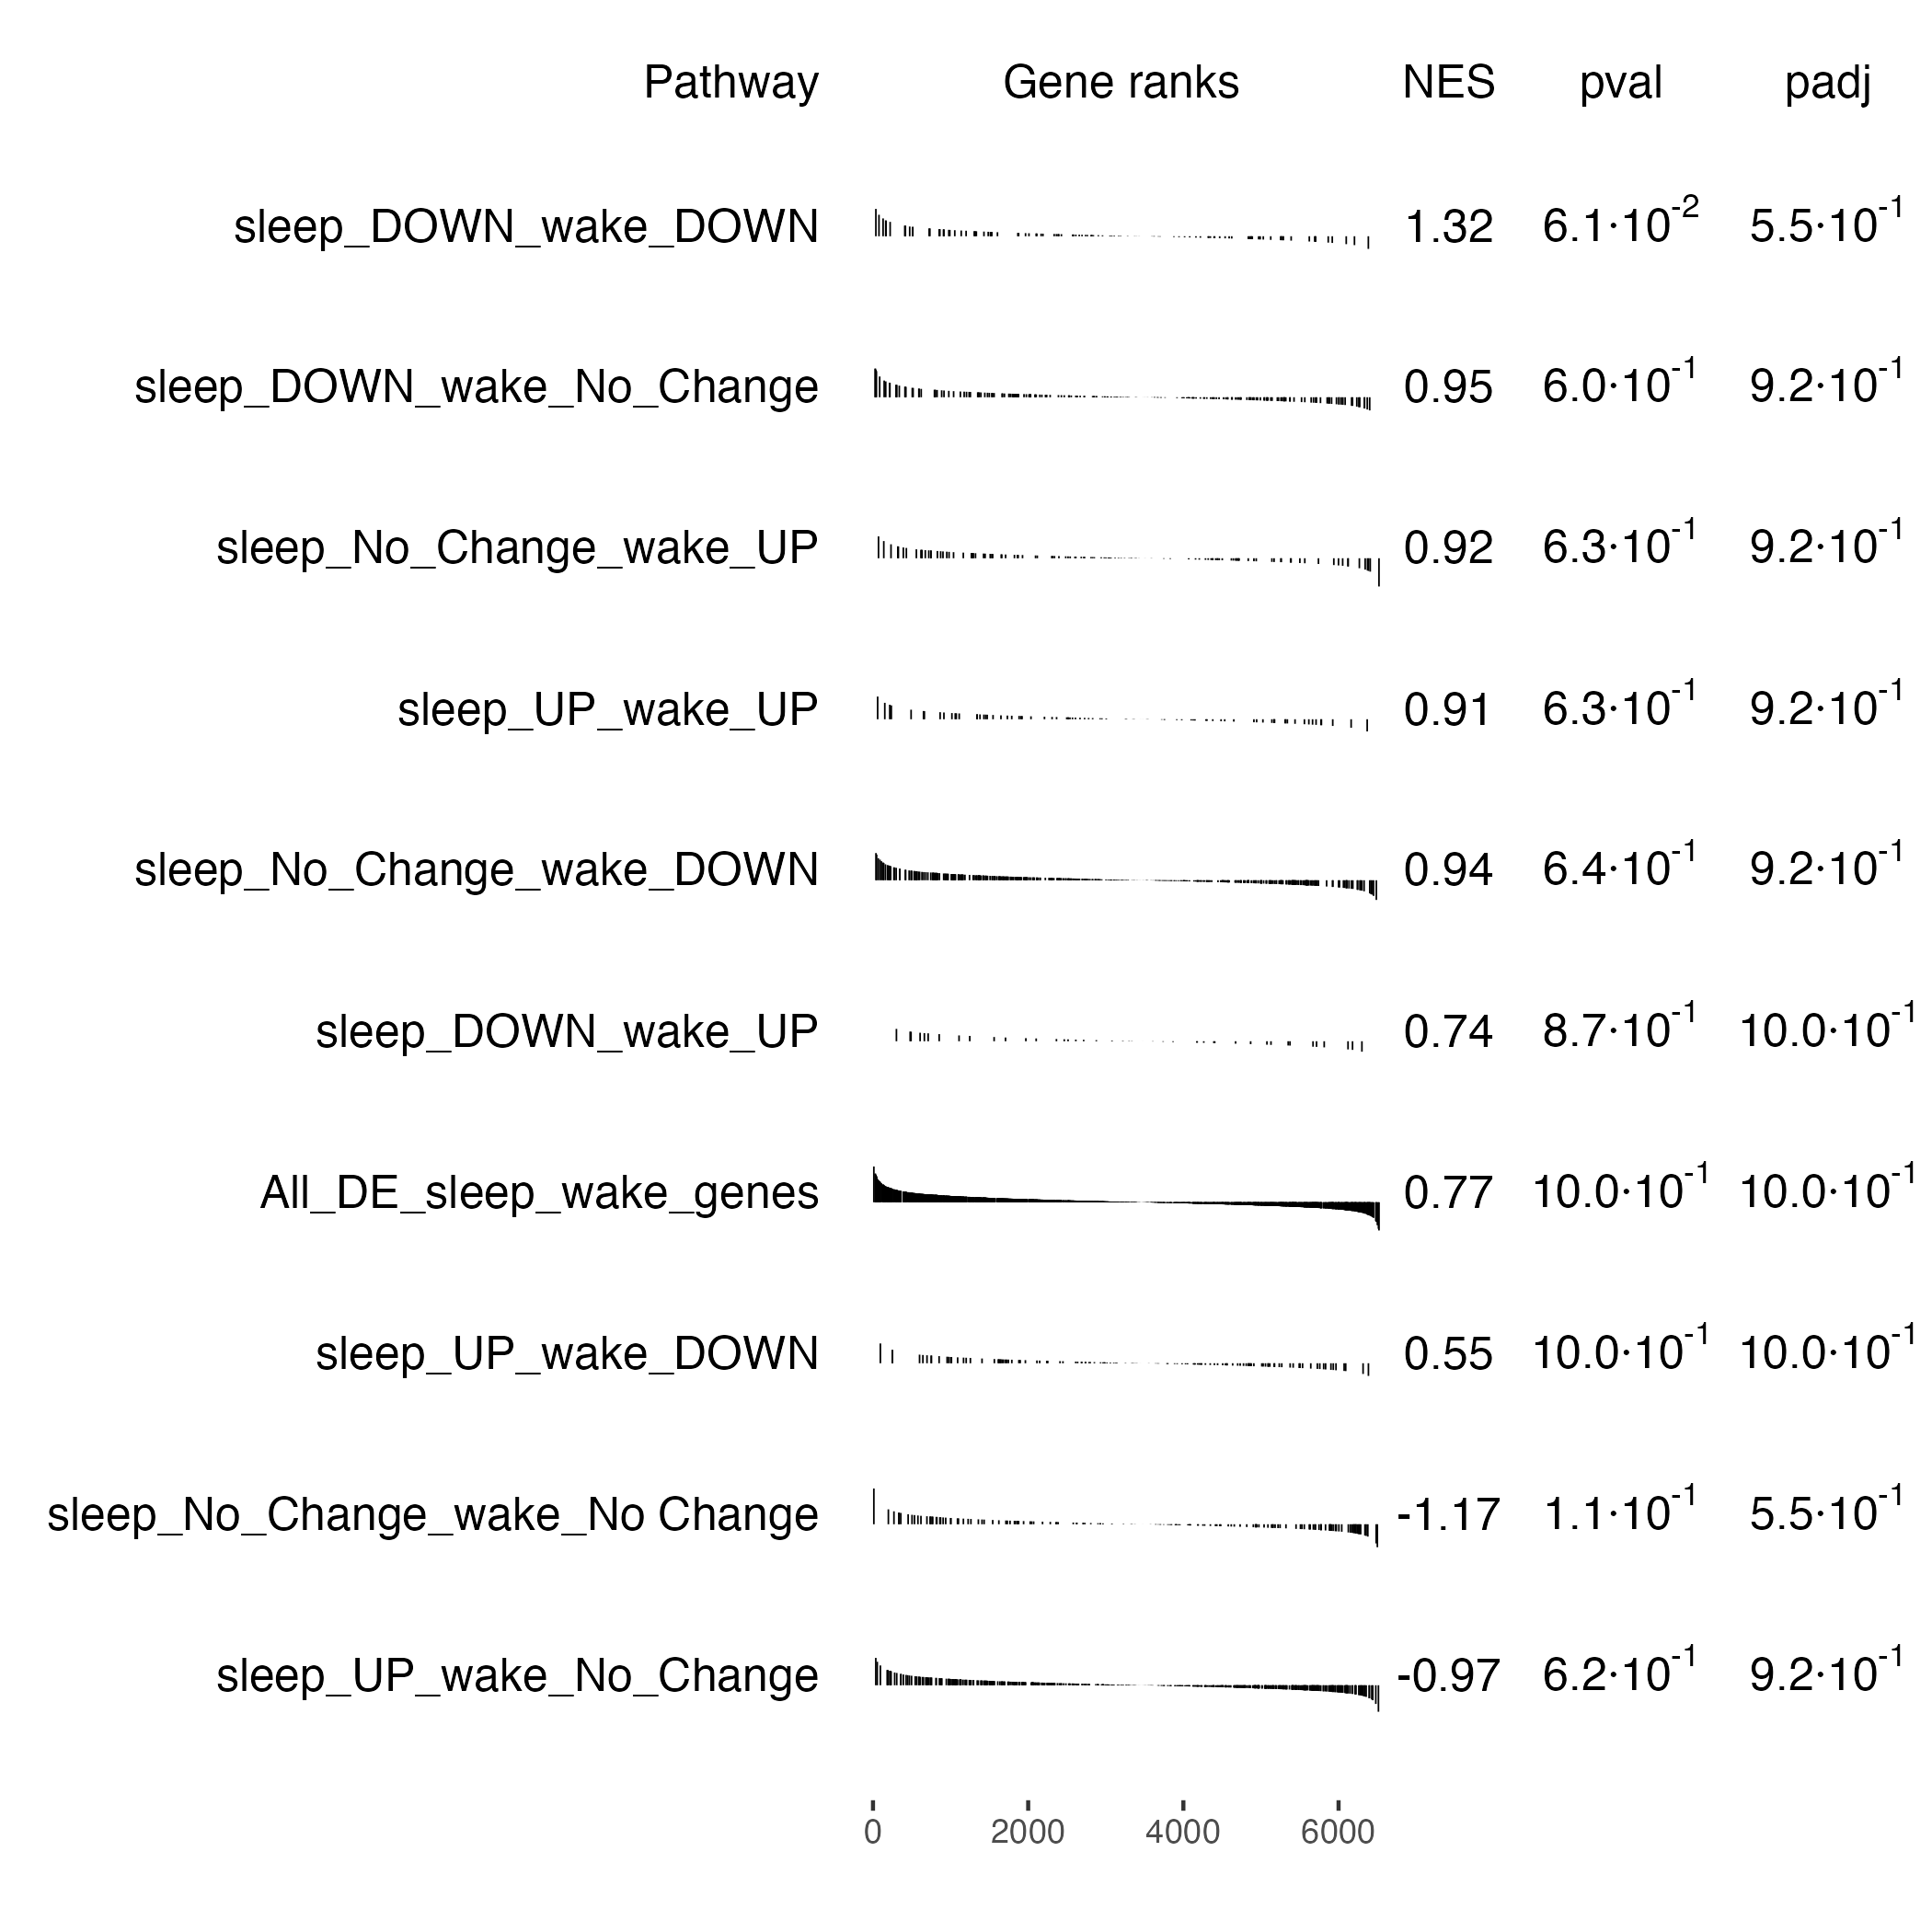 Pathway Gene ranks NES pval padj
sleep_DOWN_wake_DOWN 1.32 6.1·10⁻² 5.5·10⁻¹
sleep_DOWN_wake_No_Change 0.95 6.0·10⁻¹ 9.2·10⁻¹
sleep_No_Change_wake_UP 0.92 6.3·10⁻¹ 9.2·10⁻¹
sleep_UP_wake_UP 0.91 6.3·10⁻¹ 9.2·10⁻¹
sleep_No_Change_wake_DOWN 0.94 6.4·10⁻¹ 9.2·10⁻¹
sleep_DOWN_wake_UP 0.74 8.7·10⁻¹ 10.0·10⁻¹
All_DE_sleep_wake_genes 0.77 10.0·10⁻¹ 10.0·10⁻¹
sleep_UP_wake_DOWN 0.55 10.0·10⁻¹ 10.0·10⁻¹
sleep_No_Change_wake_No Change -1.17 1.1·10⁻¹ 5.5·10⁻¹
sleep_UP_wake_No_Change -0.97 6.2·10⁻¹ 9.2·10⁻¹
0 2000 4000 6000